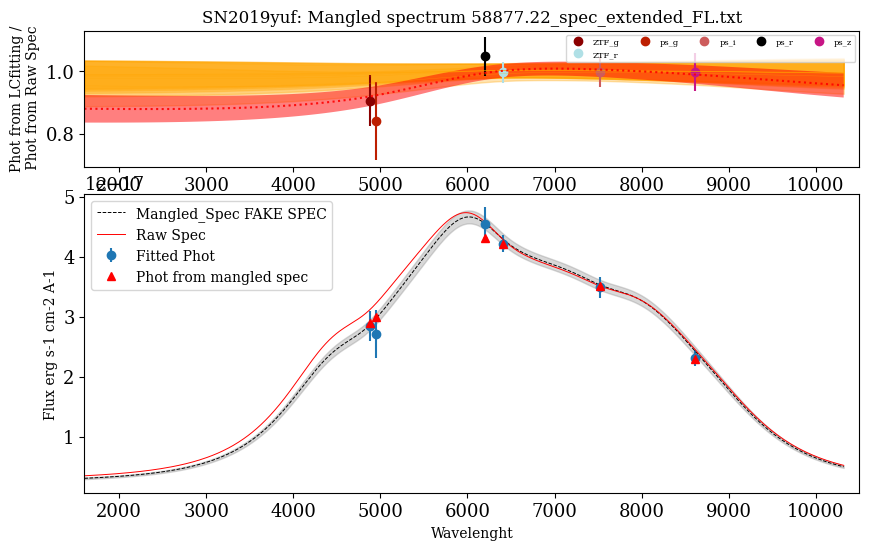 SN2019yuf: Mangled spectrum 58877.22_spec_extended_FL.txt
Phot from LCfitting /
Phot from Raw Spec
1.0
0.8
ZTF_g ps_g ps_i ps_r ps_z
ZTF_r
2000 3000 4000 5000 6000 7000 8000 9000 10000
1e−17
Flux erg s-1 cm-2 A-1
5
4
3
2
1
Mangled_Spec FAKE SPEC
Raw Spec
Fitted Phot
Phot from mangled spec
2000 3000 4000 5000 6000 7000 8000 9000 10000
Wavelenght